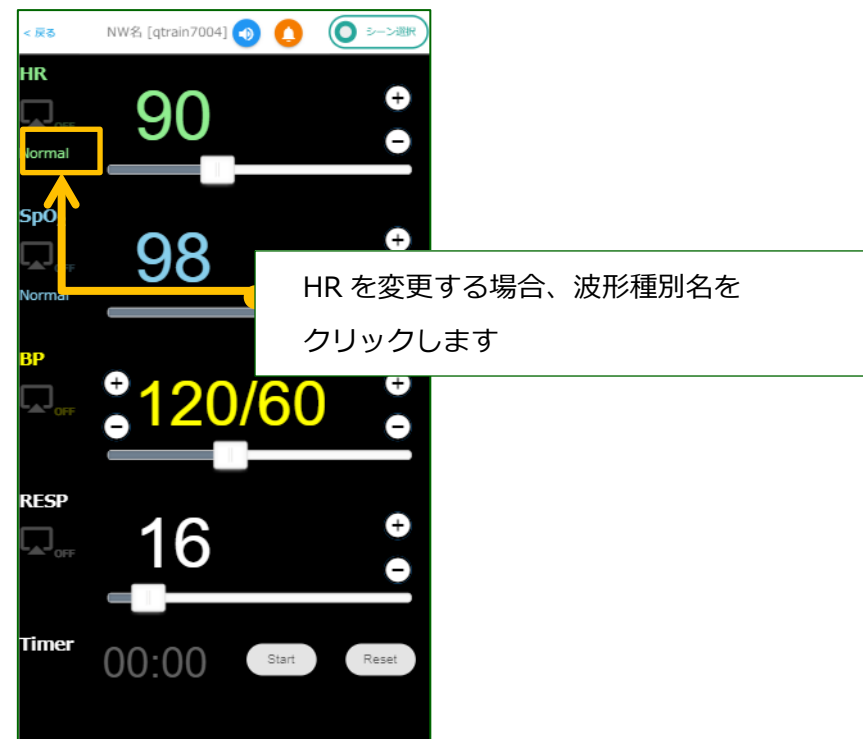 < 戻る NW名 [qtrain7004] シーン選択
HR
OFF
90
Normal
SpO
OFF
98
Normal
HR を変更する場合、波形種別名を
クリックします
BP
OFF
120/60
RESP
OFF
16
Timer
00:00 Start Reset